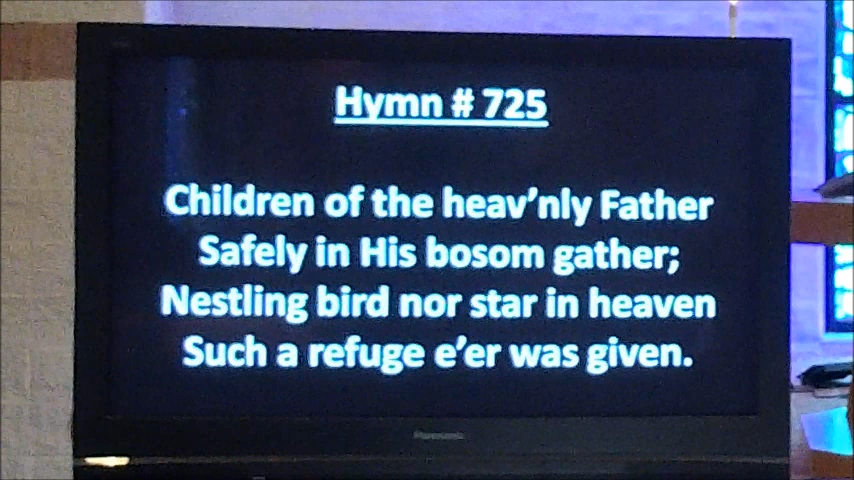 Hymn # 725
Children of the heav’nly Father
Safely in His bosom gather;
Nestling bird nor star in heaven
Such a refuge e’er was given.
Panasonic